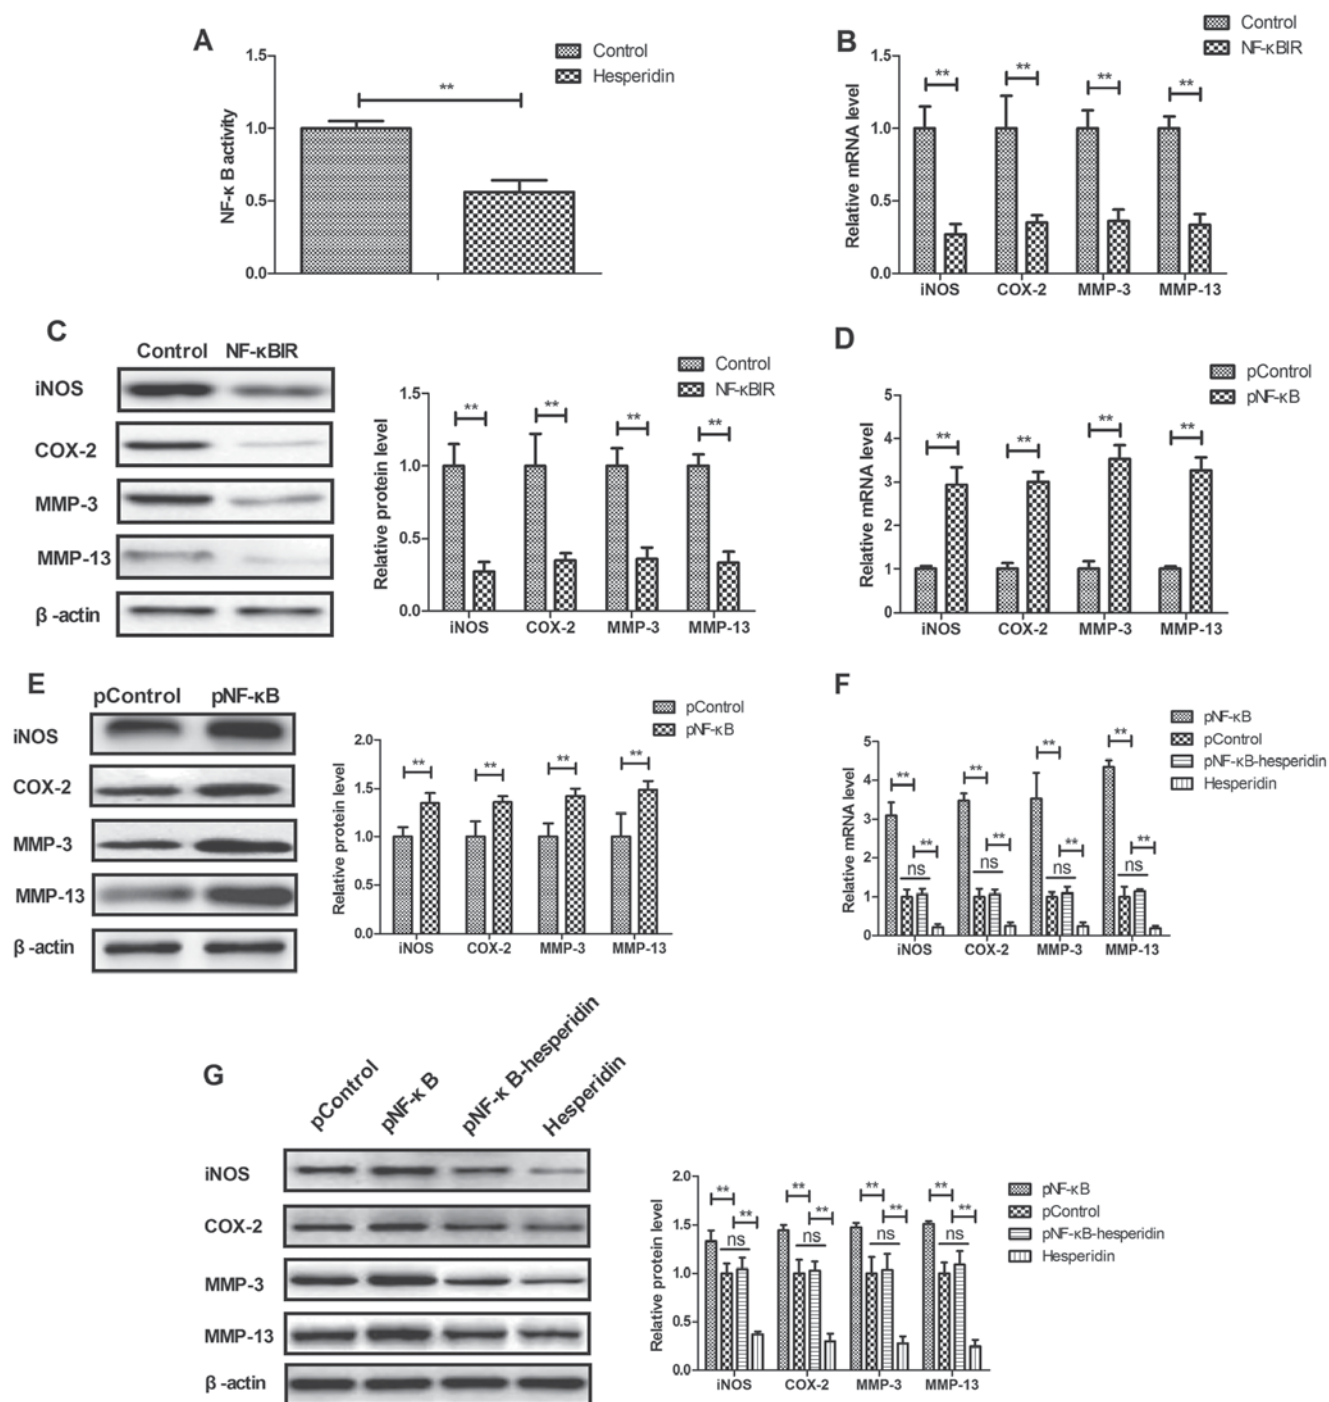 A
Control
Hesperidin
NF-κ B activity
1.5
1.0
0.5
0.0
**
B
Control
NF-κBIR
Relative mRNA level
1.5
1.0
0.5
0.0
** ** ** **
iNOS COX-2 MMP-3 MMP-13
C
Control NF-κBIR
iNOS
COX-2
MMP-3
MMP-13
β -actin
Control
NF-κBIR
Relative protein level
1.5
1.0
0.5
0.0
** ** ** **
iNOS COX-2 MMP-3 MMP-13
D
pControl
pNF-κB
Relative mRNA level
5
4
3
2
1
0
** ** ** **
iNOS COX-2 MMP-3 MMP-13
E
pControl pNF-κB
iNOS
COX-2
MMP-3
MMP-13
β -actin
pControl
pNF-κB
Relative protein level
2.0
1.5
1.0
0.5
0.0
** ** ** **
iNOS COX-2 MMP-3 MMP-13
F
pNF-κB
pControl
pNF-κB-hesperidin
Hesperidin
Relative mRNA level
5
4
3
2
1
0
** ** ** **
** ** ** **
ns ns ns ns
iNOS COX-2 MMP-3 MMP-13
G
pControl pNF-κ B pNF-κ B-hesperidin Hesperidin
iNOS
COX-2
MMP-3
MMP-13
β -actin
pNF-κB
pControl
pNF-κB-hesperidin
Hesperidin
Relative protein level
2.0
1.5
1.0
0.5
0.0
** ** ** **
** ** ** **
ns ns ns ns
iNOS COX-2 MMP-3 MMP-13